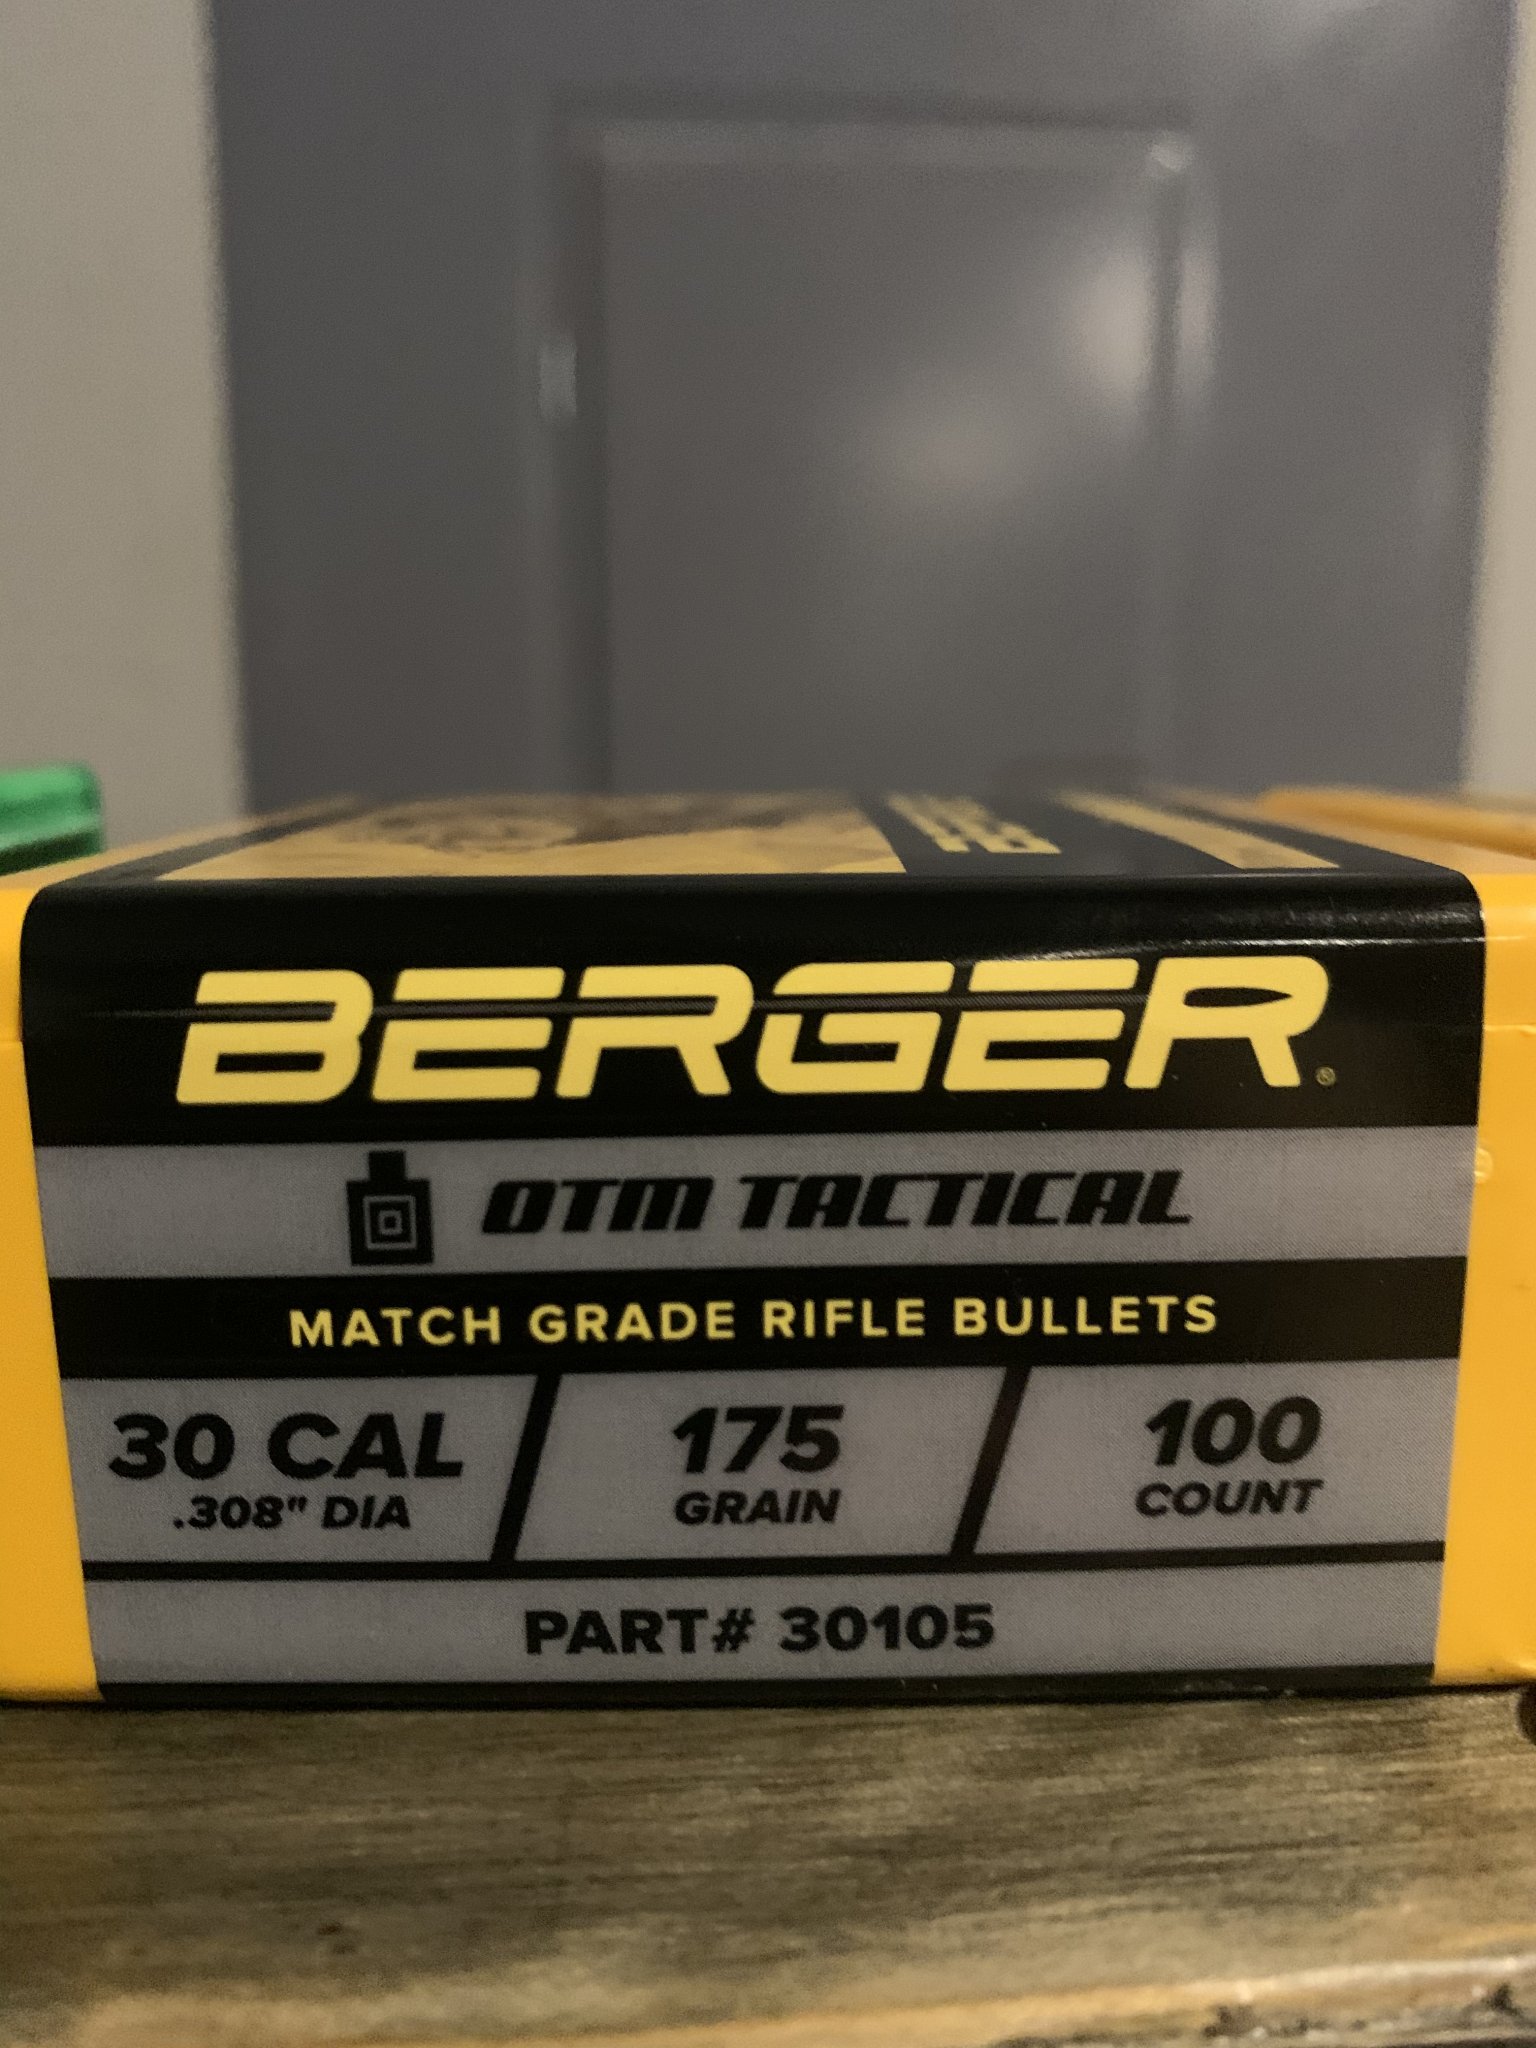 BERGER®
OTM TACTICAL
MATCH GRADE RIFLE BULLETS
30 CAL
.308" DIA
175
GRAIN
100
COUNT
PART# 30105